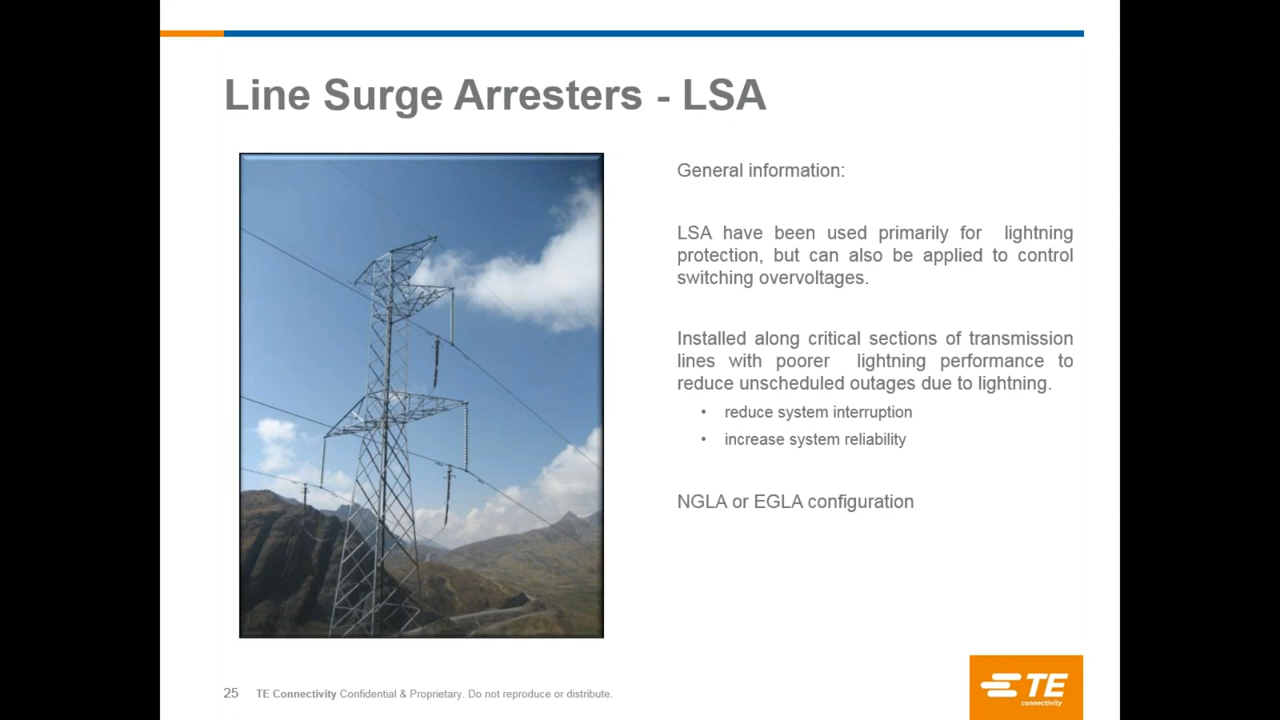 Line Surge Arresters - LSA
General information:
LSA have been used primarily for lightning
protection, but can also be applied to control
switching overvoltages.
Installed along critical sections of transmission
lines with poorer lightning performance to
reduce unscheduled outages due to lightning.
• reduce system interruption
• increase system reliability
NGLA or EGLA configuration
25 TE Connectivity Confidential & Proprietary. Do not reproduce or distribute.
TE
connectivity